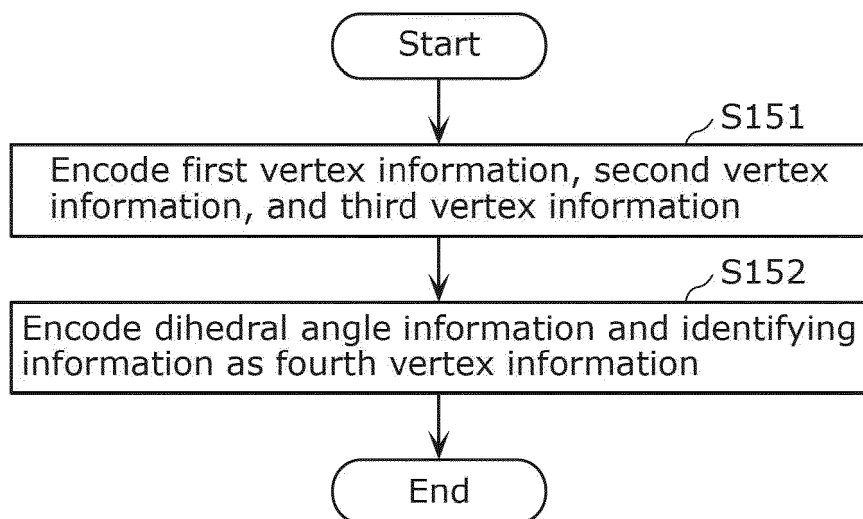 Start
S151
Encode first vertex information, second vertex
information, and third vertex information
S152
Encode dihedral angle information and identifying
information as fourth vertex information
End